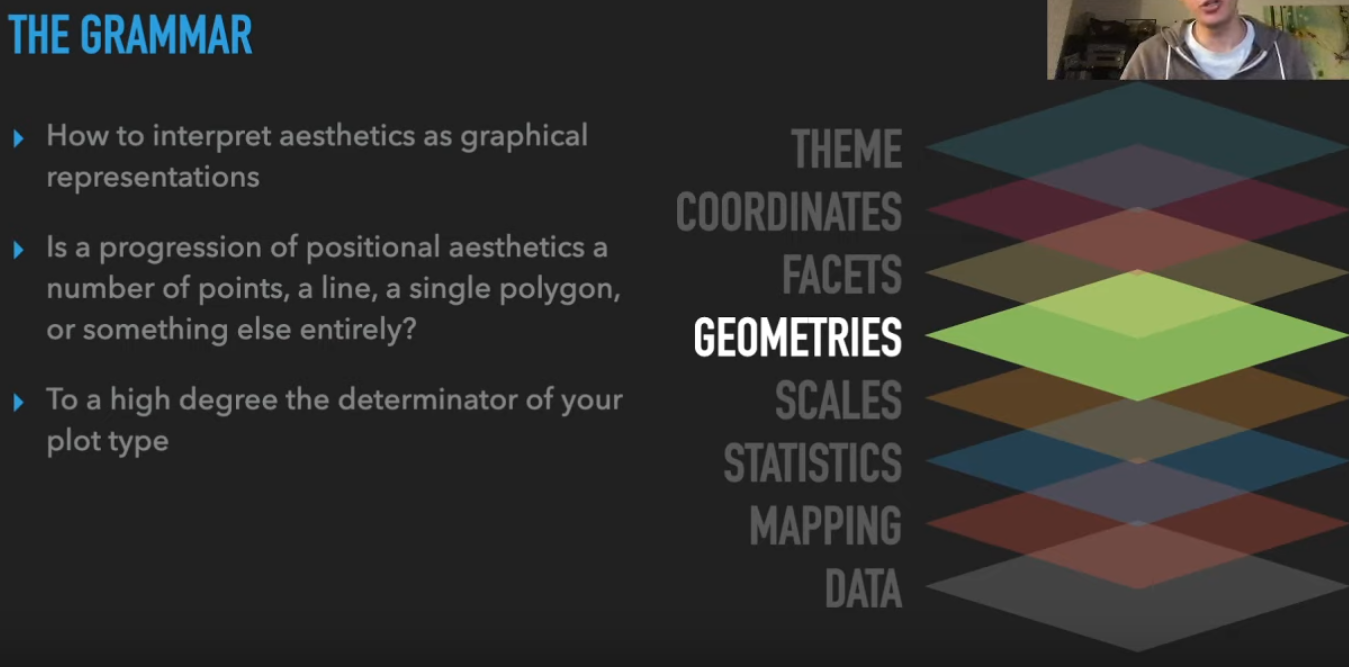 THE GRAMMAR
How to interpret aesthetics as graphical
representations
Is a progression of positional aesthetics a
number of points, a line, a single polygon,
or something else entirely?
To a high degree the determinator of your
plot type
THEME
COORDINATES
FACETS
GEOMETRIES
SCALES
STATISTICS
MAPPING
DATA